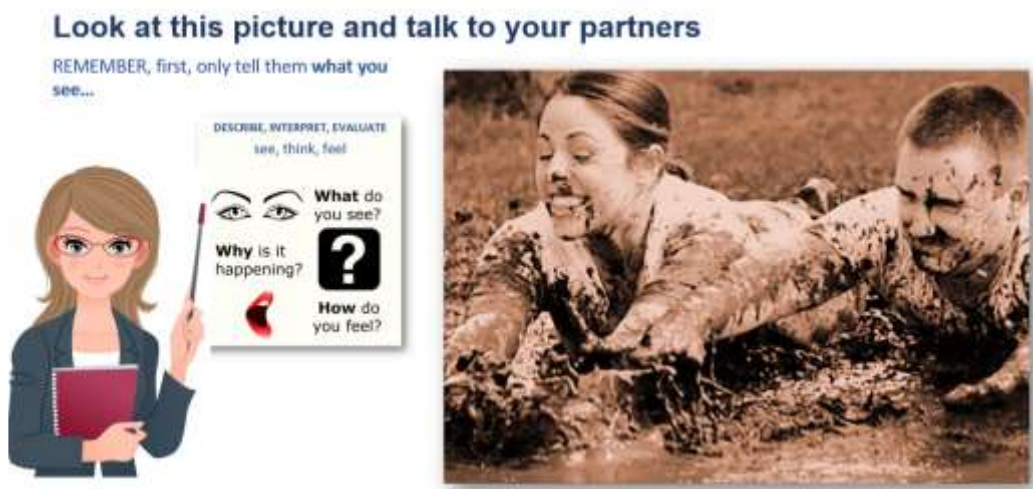 Look at this picture and talk to your partners
REMEMBER, first, only tell them what you
see...
DESCRIBE, INTERPRET, EVALUATE
see, think, feel
What do
you see?
Why is it
happening?
?
How do
you feel?